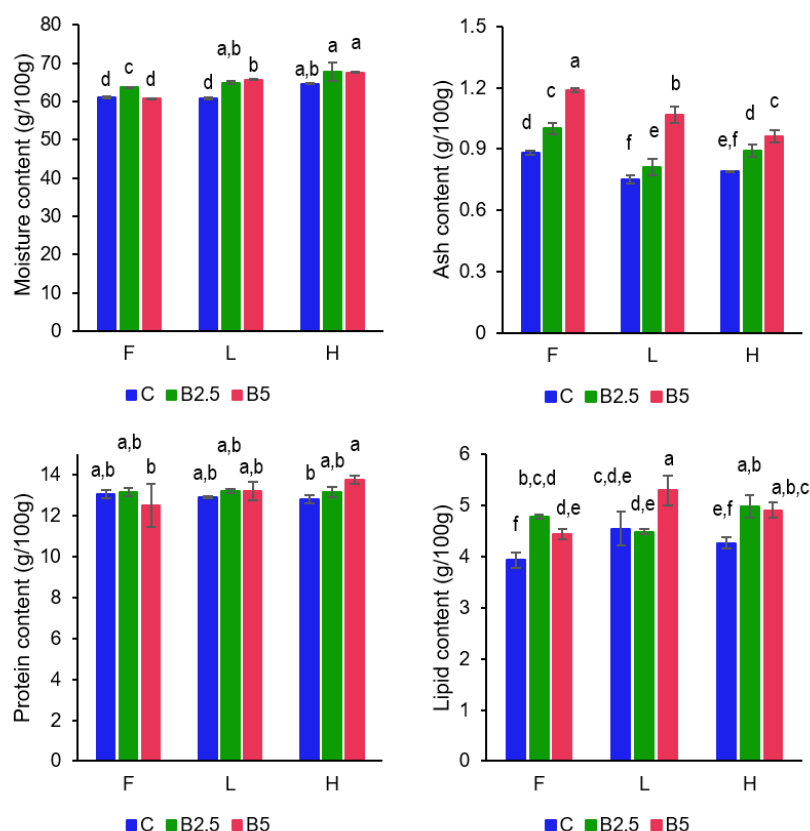 Moisture content (g/100g)
80
70
60
50
40
30
20
10
0
d c d
d a,b b
a,b a a
F L H
C B2.5 B5
Ash content (g/100g)
1.5
1.2
0.9
0.6
0.3
0
d c a
f e b
e,f d c
F L H
C B2.5 B5
Protein content (g/100g)
16
14
12
10
8
6
4
2
0
a,b a,b b
a,b a,b a,b
b a,b a
F L H
C B2.5 B5
Lipid content (g/100g)
6
5
4
3
2
1
0
f b,c,d d,e
c,d,e d,e a
e,f a,b a,b,c
F L H
C B2.5 B5